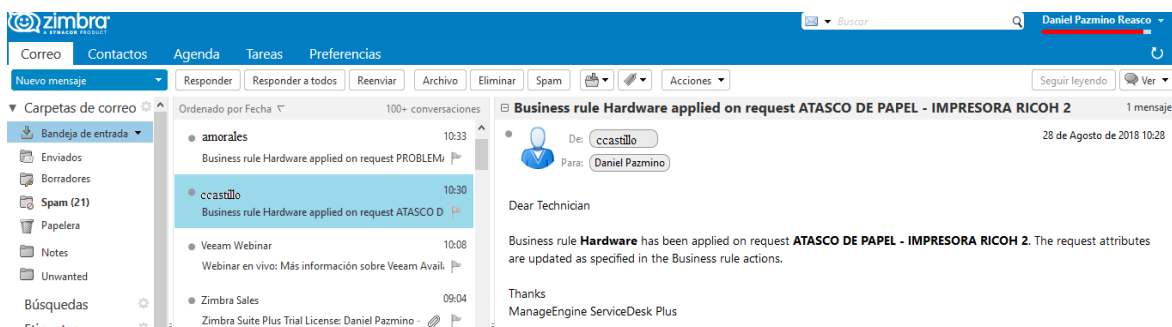 zimbra
A SYNACOR PRODUCT
Buscar
Daniel Pazmino Reasco
Correo Contactos Agenda Tareas Preferencias
Nuevo mensaje
Responder Responder a todos Reenviar Archivo Eliminar Spam Acciones
Seguir leyendo Ver
Carpetas de correo
Bandeja de entrada
Enviados
Borradores
Spam (21)
Papelera
Notes
Unwanted
Búsquedas
Ordenado por Fecha 100+ conversaciones
amorales 10:33
Business rule Hardware applied on request PROBLEM
ccastillo 10:30
Business rule Hardware applied on request ATASCO D
Veeam Webinar 10:08
Webinar en vivo: Más información sobre Veeam Avail
Zimbra Sales 09:04
Zimbra Suite Plus Trial License: Daniel Pazmino -
Business rule Hardware applied on request ATASCO DE PAPEL - IMPRESORA RICOH 2 1 mensaje
De: ccastillo 28 de Agosto de 2018 10:28
Para: Daniel Pazmino
Dear Technician
Business rule Hardware has been applied on request ATASCO DE PAPEL - IMPRESORA RICOH 2. The request attributes
are updated as specified in the Business rule actions.
Thanks
ManageEngine ServiceDesk Plus